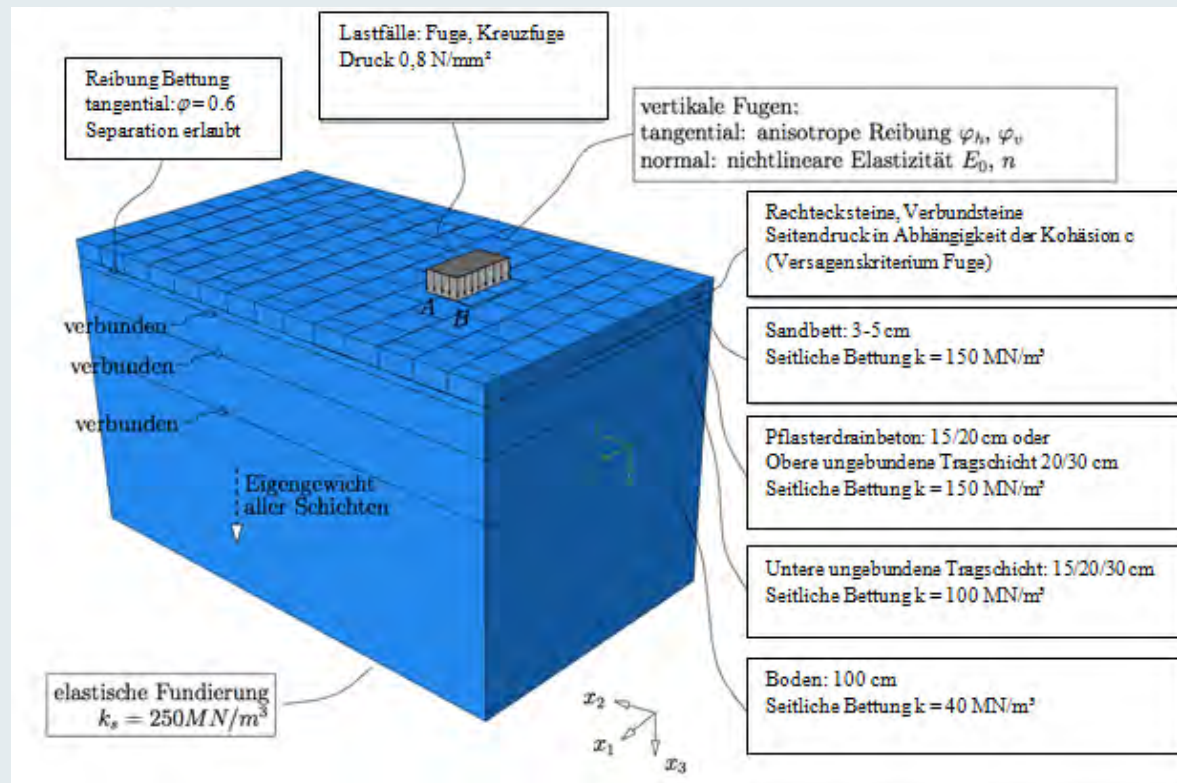 Lastfälle: Fuge, Kreuzfuge
Druck 0,8 N/mm²
Reibung Bettung
tangential: φ= 0.6
Separation erlaubt
vertikale Fugen:
tangential: anisotrope Reibung φₕ, φᵥ
normal: nichtlineare Elastizität E₀, n
Rechtecksteine, Verbundsteine
Seitendruck in Abhängigkeit der Kohäsion c
(Versagenskriterium Fuge)
A B
verbunden
verbunden
verbunden
Sandbett: 3-5 cm
Seitliche Bettung k = 150 MN/m³
Pflasterdrainbeton: 15/20 cm oder
Obere ungebundene Tragschicht 20/30 cm
Seitliche Bettung k = 150 MN/m³
Eigengewicht
aller Schichten
Untere ungebundene Tragschicht: 15/20/30 cm
Seitliche Bettung k = 100 MN/m³
Boden: 100 cm
Seitliche Bettung k = 40 MN/m³
elastische Fundierung
kₛ = 250MN/m³
x₂
x₁
x₃